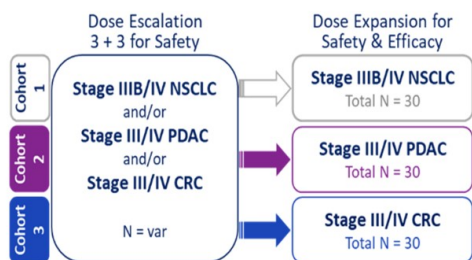 Dose Escalation
3 + 3 for Safety
Dose Expansion for
Safety & Efficacy
Cohort
1
Cohort
2
Cohort
3
Stage IIIB/IV NSCLC
and/or
Stage III/IV PDAC
and/or
Stage III/IV CRC
N = var
Stage IIIB/IV NSCLC
Total N = 30
Stage III/IV PDAC
Total N = 30
Stage III/IV CRC
Total N = 30